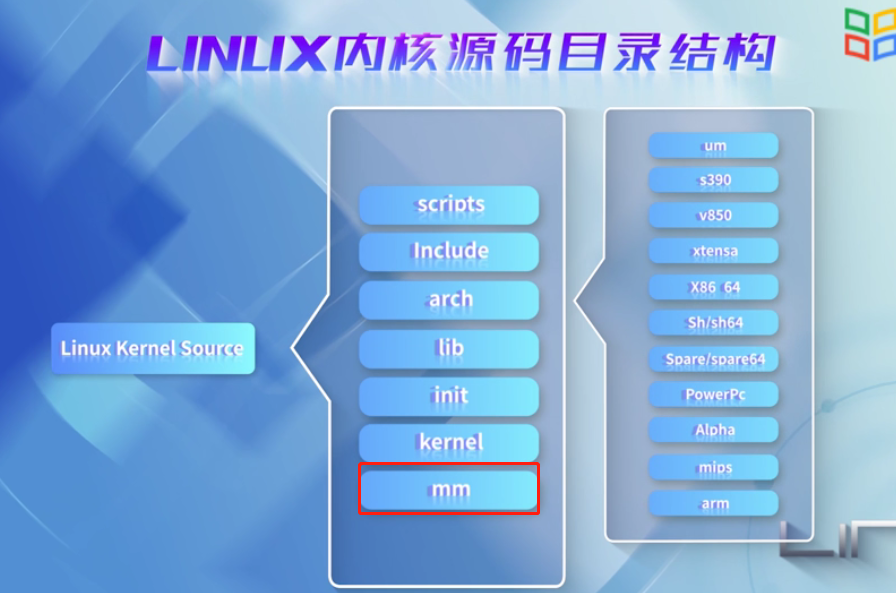 LINUX内核源码目录结构
Linux Kernel Source
scripts
Include
arch
lib
init
kernel
mm
um
s390
v850
xtensa
X86_64
Sh/sh64
Spare/spare64
PowerPc
Alpha
mips
arm